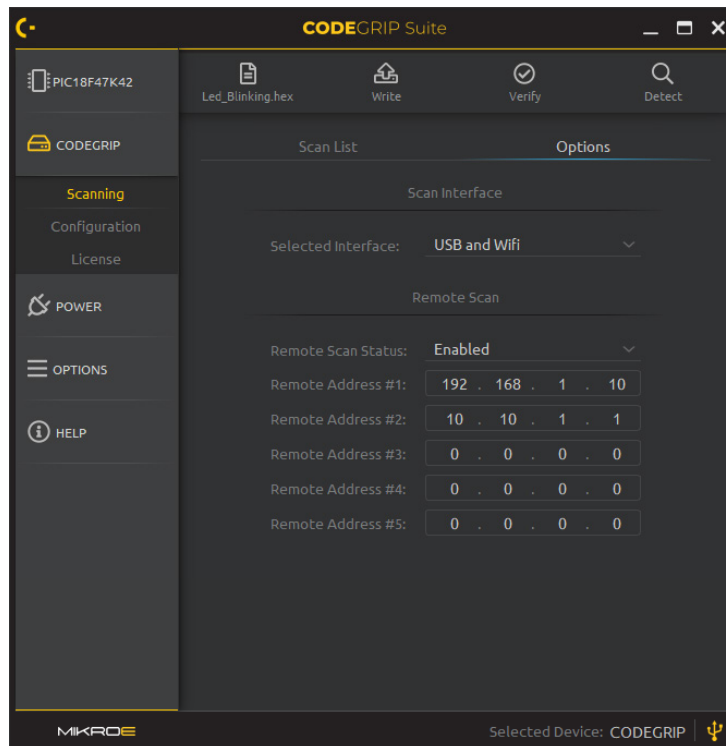 CODEGRIP Suite
PIC18F47K42
Led_Blinking.hex
Write
Verify
Detect
CODEGRIP
Scanning
Configuration
License
POWER
OPTIONS
HELP
Scan List
Options
Scan Interface
Selected Interface: USB and Wifi
Remote Scan
Remote Scan Status: Enabled
Remote Address #1: 192 . 168 . 1 . 10
Remote Address #2: 10 . 10 . 1 . 1
Remote Address #3: 0 . 0 . 0 . 0
Remote Address #4: 0 . 0 . 0 . 0
Remote Address #5: 0 . 0 . 0 . 0
MIKROE
Selected Device: CODEGRIP